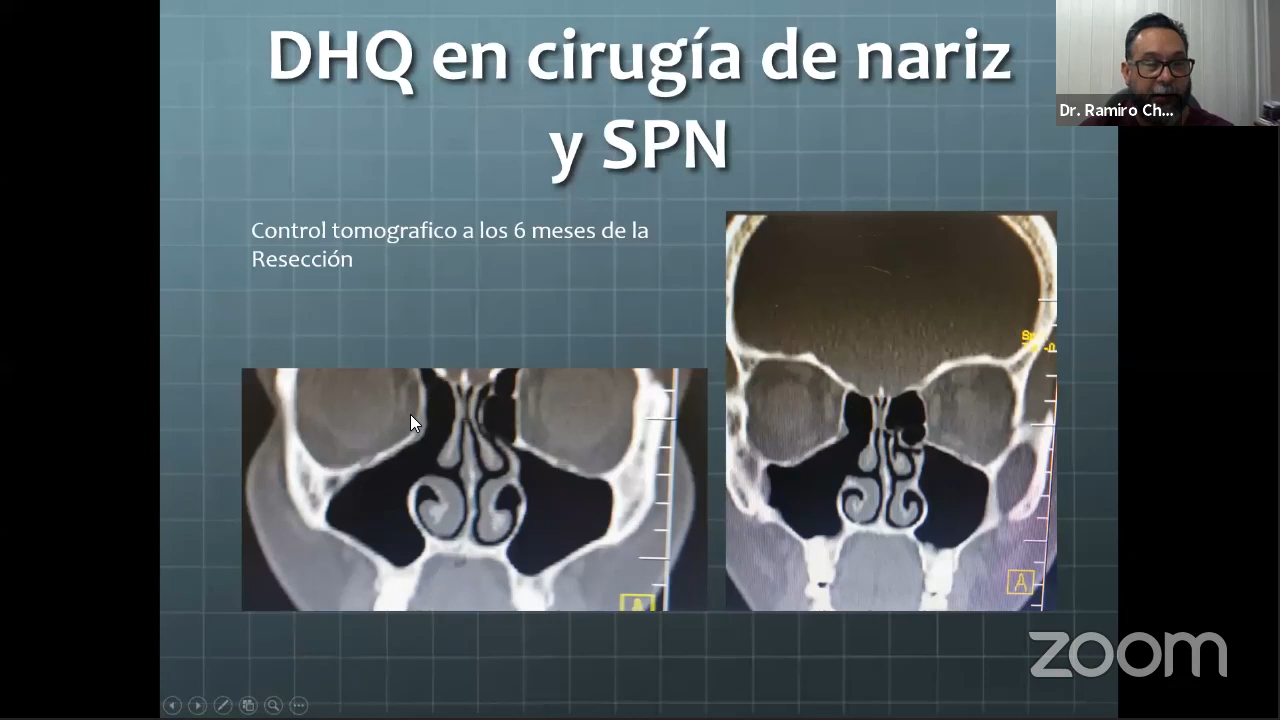 DHQ en cirugía de nariz
y SPN
Dr. Ramiro Ch...
Control tomografico a los 6 meses de la
Resección
A
A
zoom